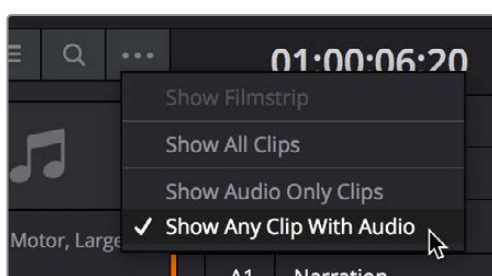 01:00:06:20
Show Filmstrip
Show All Clips
Show Audio Only Clips
✓ Show Any Clip With Audio
Motor, Large
A1 Narration